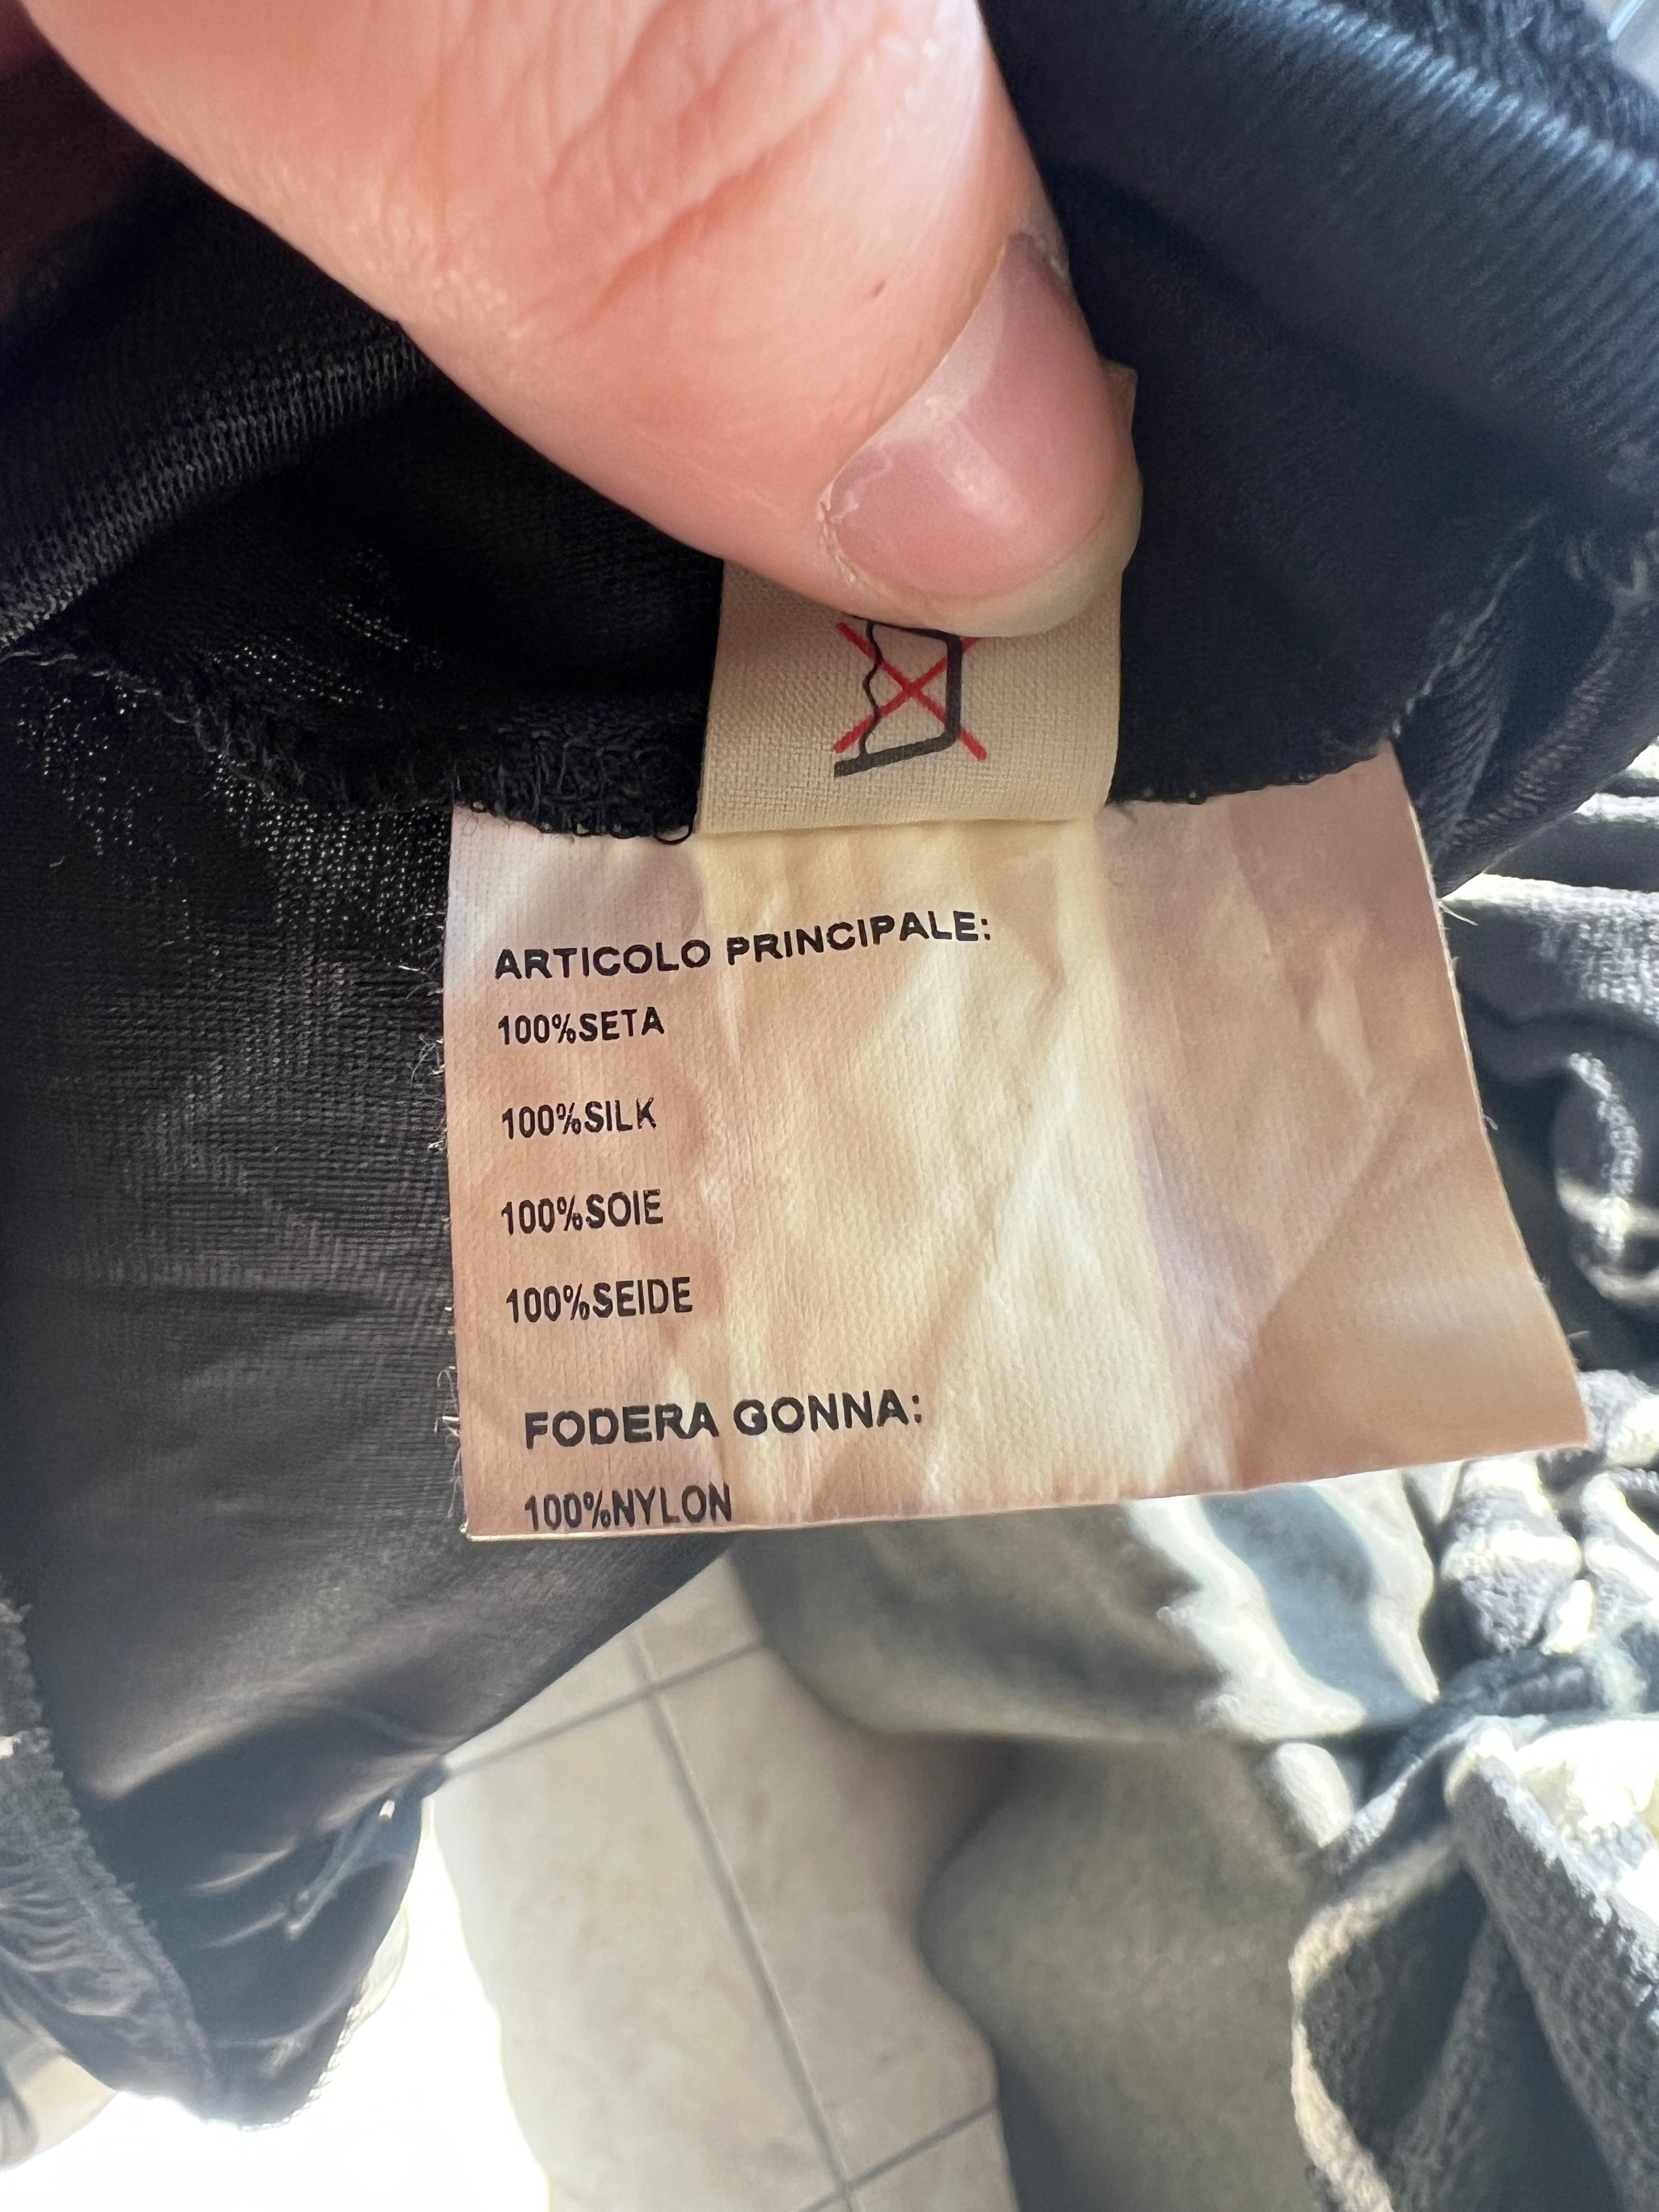 ARTICOLO PRINCIPALE:
100%SETA
100%SILK
100%SOIE
100%SEIDE
FODERA GONNA:
100%NYLON